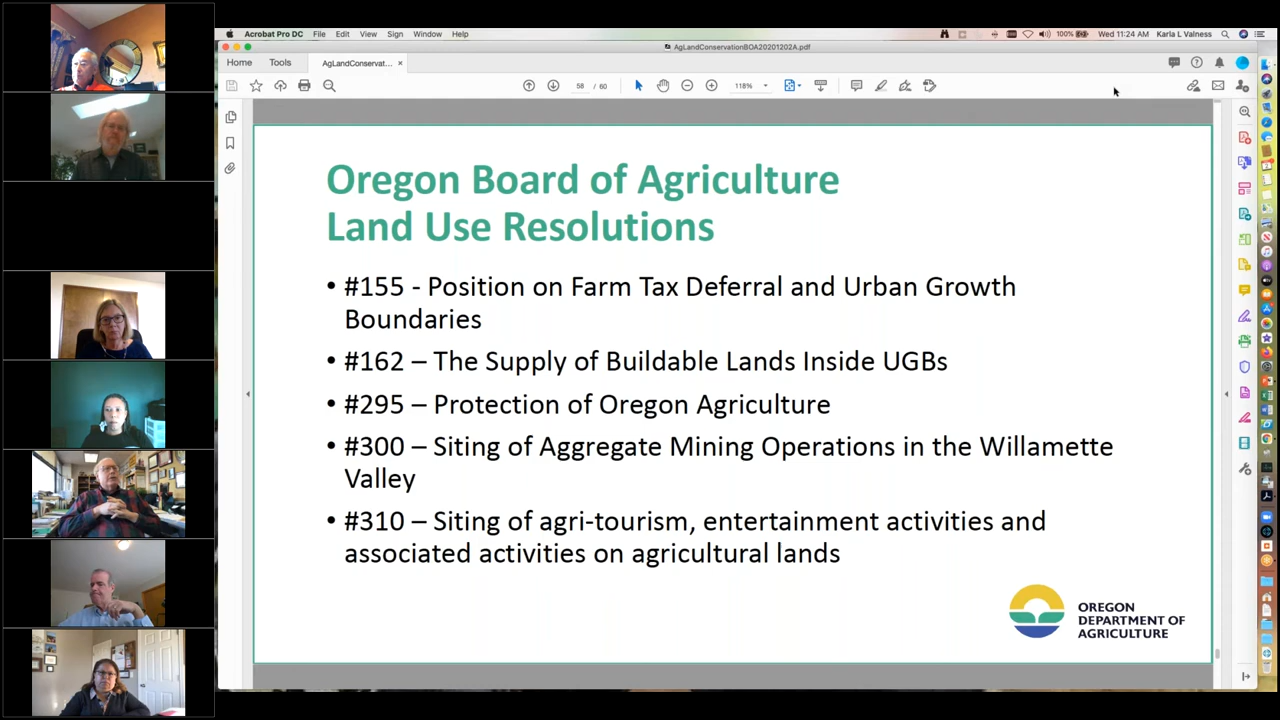 Acrobat Pro DC File Edit View Sign Window Help
100% Wed 11:24 AM Karla L Valness
AgLandConservationBOA20201202A.pdf
Home Tools AgLandConservat... ×
58 / 60 118%
Oregon Board of Agriculture
Land Use Resolutions
• #155 - Position on Farm Tax Deferral and Urban Growth
Boundaries
• #162 – The Supply of Buildable Lands Inside UGBs
• #295 – Protection of Oregon Agriculture
• #300 – Siting of Aggregate Mining Operations in the Willamette
Valley
• #310 – Siting of agri-tourism, entertainment activities and
associated activities on agricultural lands
OREGON
DEPARTMENT OF
AGRICULTURE